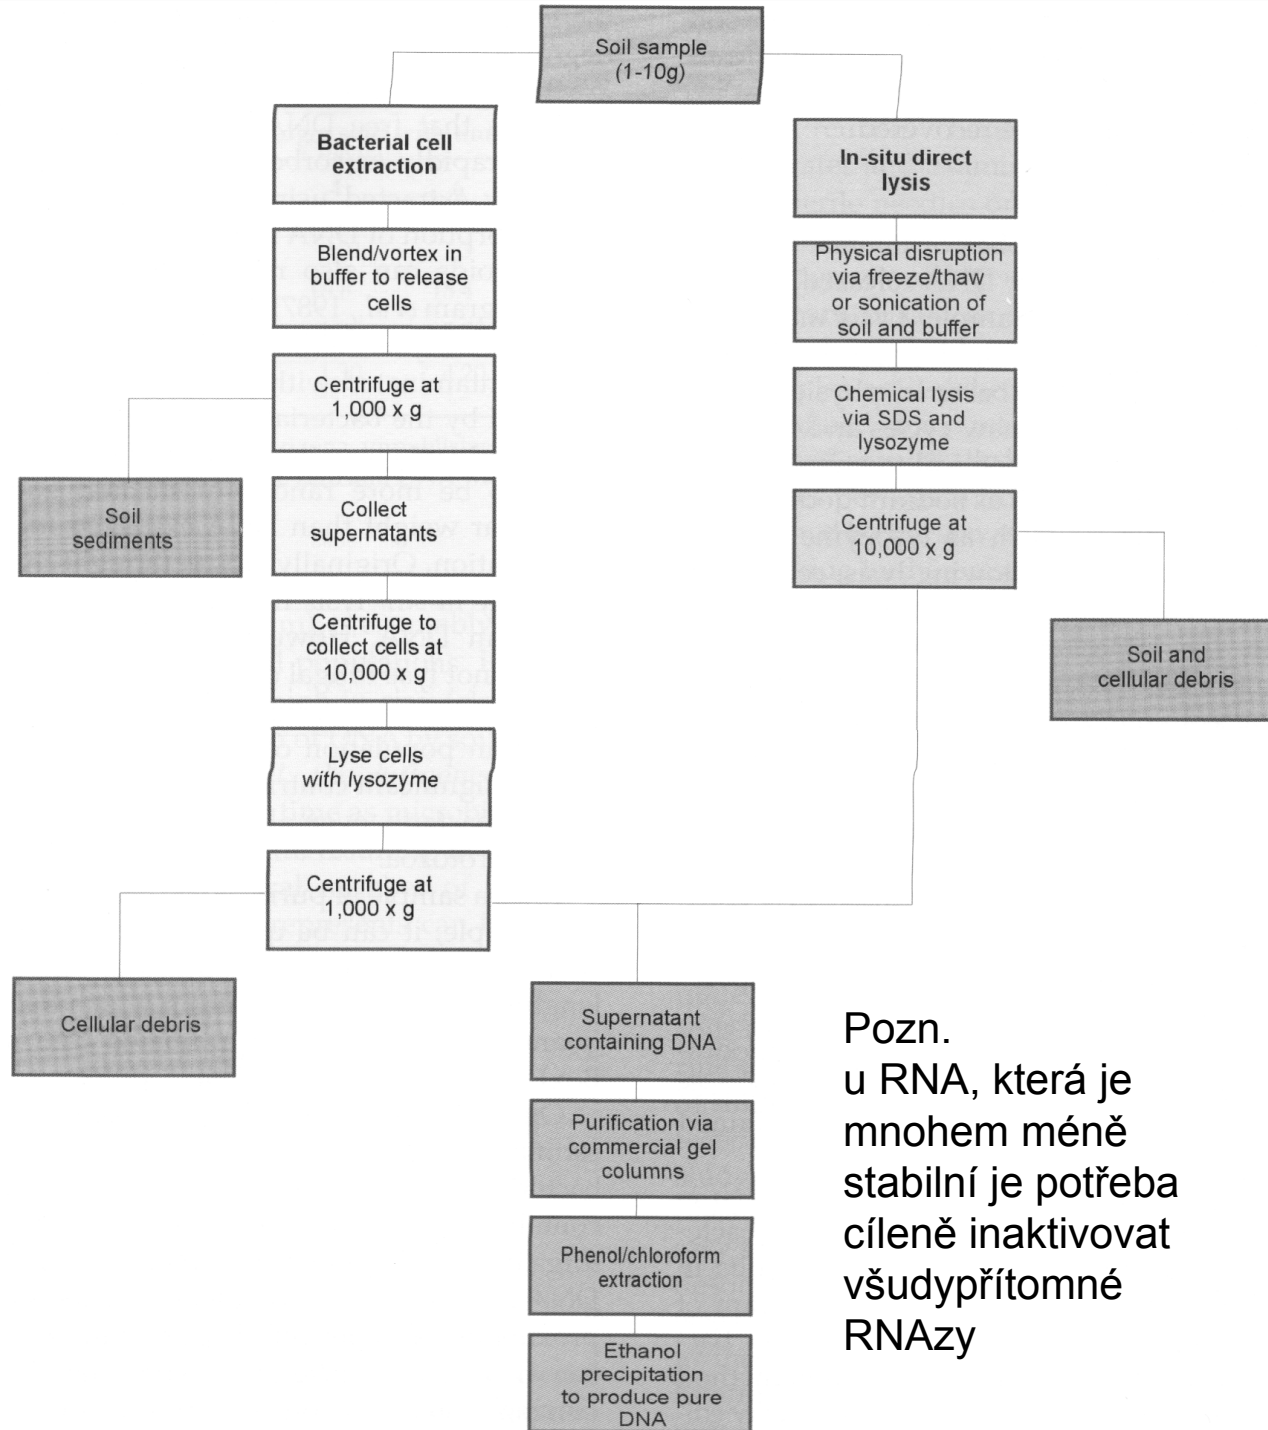 Soil sample
(1-10g)
Bacterial cell
extraction
Blend/vortex in
buffer to release
cells
Centrifuge at
1,000 x g
Soil
sediments
Collect
supernatants
Centrifuge to
collect cells at
10,000 x g
Lyse cells
with lysozyme
Centrifuge at
1,000 x g
Cellular debris
In-situ direct
lysis
Physical disruption
via freeze/thaw
or sonication of
soil and buffer
Chemical lysis
via SDS and
lysozyme
Centrifuge at
10,000 x g
Soil and
cellular debris
Supernatant
containing DNA
Purification via
commercial gel
columns
Phenol/chloroform
extraction
Ethanol
precipitation
to produce pure
DNA
Pozn.
u RNA, která je
mnohem méně
stabilní je potřeba
cíleně inaktivovat
všudypřítomné
RNAzy